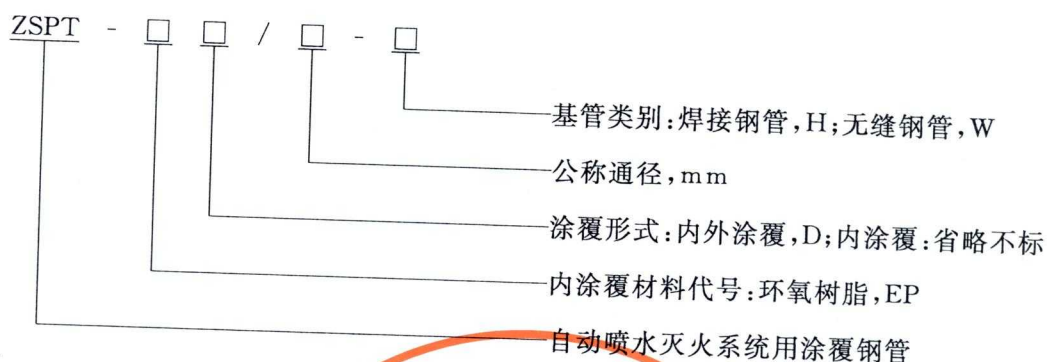 ZSPT - □ □ / □ - □
基管类别:焊接钢管,H;无缝钢管,W
公称通径,mm
涂覆形式:内外涂覆,D;内涂覆:省略不标
内涂覆材料代号:环氧树脂,EP
自动喷水灭火系统用涂覆钢管